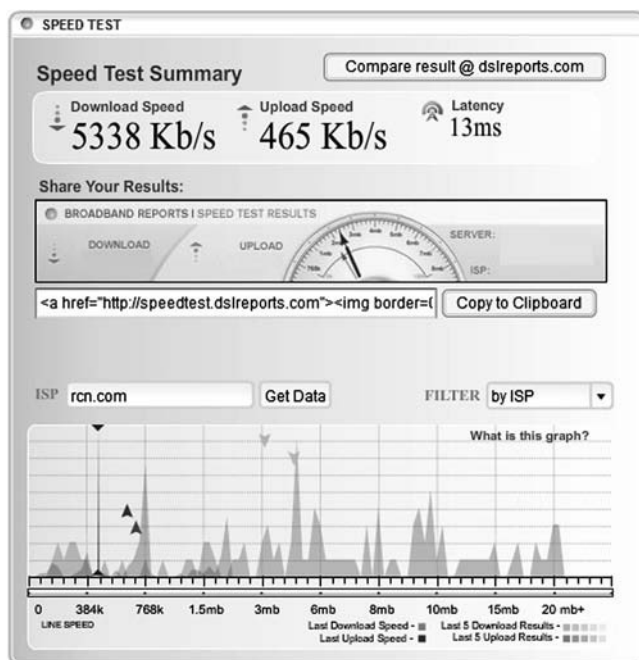 SPEED TEST
Speed Test Summary
Compare result @ dslreports.com
Download Speed
5338 Kb/s
Upload Speed
465 Kb/s
Latency
13ms
Share Your Results:
BROADBAND REPORTS | SPEED TEST RESULTS
DOWNLOAD
UPLOAD
SERVER:
ISP:
<a href="http://speedtest.dslreports.com"><img border=
Copy to Clipboard
ISP rcn.com Get Data
FILTER by ISP
What is this graph?
0 384k 768k 1.5mb 3mb 6mb 8mb 10mb 15mb 20 mb+
LINE SPEED
Last Download Speed - Last 5 Download Results -
Last Upload Speed - Last 5 Upload Results -